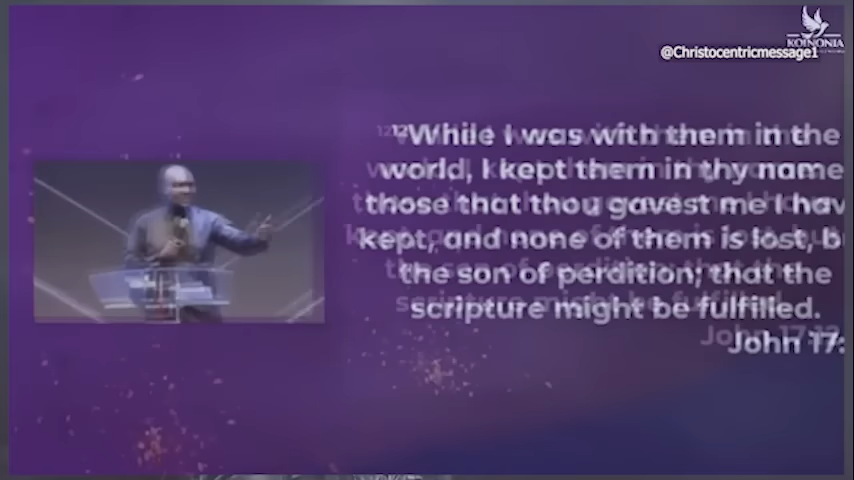 KOINONIA
@Christocentricmessage1
12 While I was with them in the
world, I kept them in thy name
those that thou gavest me I hav
kept, and none of them is lost, b
the son of perdition; that the
scripture might be fulfilled.
John 17: